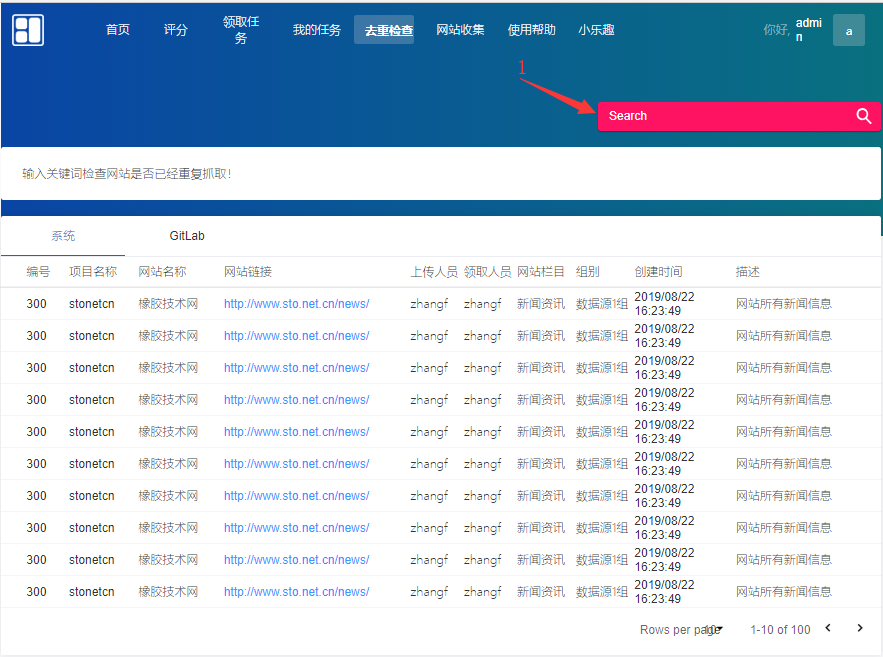 首页 评分 领取任务 我的任务 去重检查 网站收集 使用帮助 小乐趣 你好, admin a
1
Search
输入关键词检查网站是否已经重复抓取!
系统 GitLab
编号 项目名称 网站名称 网站链接 上传人员 领取人员 网站栏目 组别 创建时间 描述
300 stonetcn 橡胶技术网 http://www.sto.net.cn/news/ zhangf zhangf 新闻资讯 数据源1组 2019/08/22 16:23:49 网站所有新闻信息
300 stonetcn 橡胶技术网 http://www.sto.net.cn/news/ zhangf zhangf 新闻资讯 数据源1组 2019/08/22 16:23:49 网站所有新闻信息
300 stonetcn 橡胶技术网 http://www.sto.net.cn/news/ zhangf zhangf 新闻资讯 数据源1组 2019/08/22 16:23:49 网站所有新闻信息
300 stonetcn 橡胶技术网 http://www.sto.net.cn/news/ zhangf zhangf 新闻资讯 数据源1组 2019/08/22 16:23:49 网站所有新闻信息
300 stonetcn 橡胶技术网 http://www.sto.net.cn/news/ zhangf zhangf 新闻资讯 数据源1组 2019/08/22 16:23:49 网站所有新闻信息
300 stonetcn 橡胶技术网 http://www.sto.net.cn/news/ zhangf zhangf 新闻资讯 数据源1组 2019/08/22 16:23:49 网站所有新闻信息
300 stonetcn 橡胶技术网 http://www.sto.net.cn/news/ zhangf zhangf 新闻资讯 数据源1组 2019/08/22 16:23:49 网站所有新闻信息
300 stonetcn 橡胶技术网 http://www.sto.net.cn/news/ zhangf zhangf 新闻资讯 数据源1组 2019/08/22 16:23:49 网站所有新闻信息
300 stonetcn 橡胶技术网 http://www.sto.net.cn/news/ zhangf zhangf 新闻资讯 数据源1组 2019/08/22 16:23:49 网站所有新闻信息
300 stonetcn 橡胶技术网 http://www.sto.net.cn/news/ zhangf zhangf 新闻资讯 数据源1组 2019/08/22 16:23:49 网站所有新闻信息
Rows per page 10 1-10 of 100